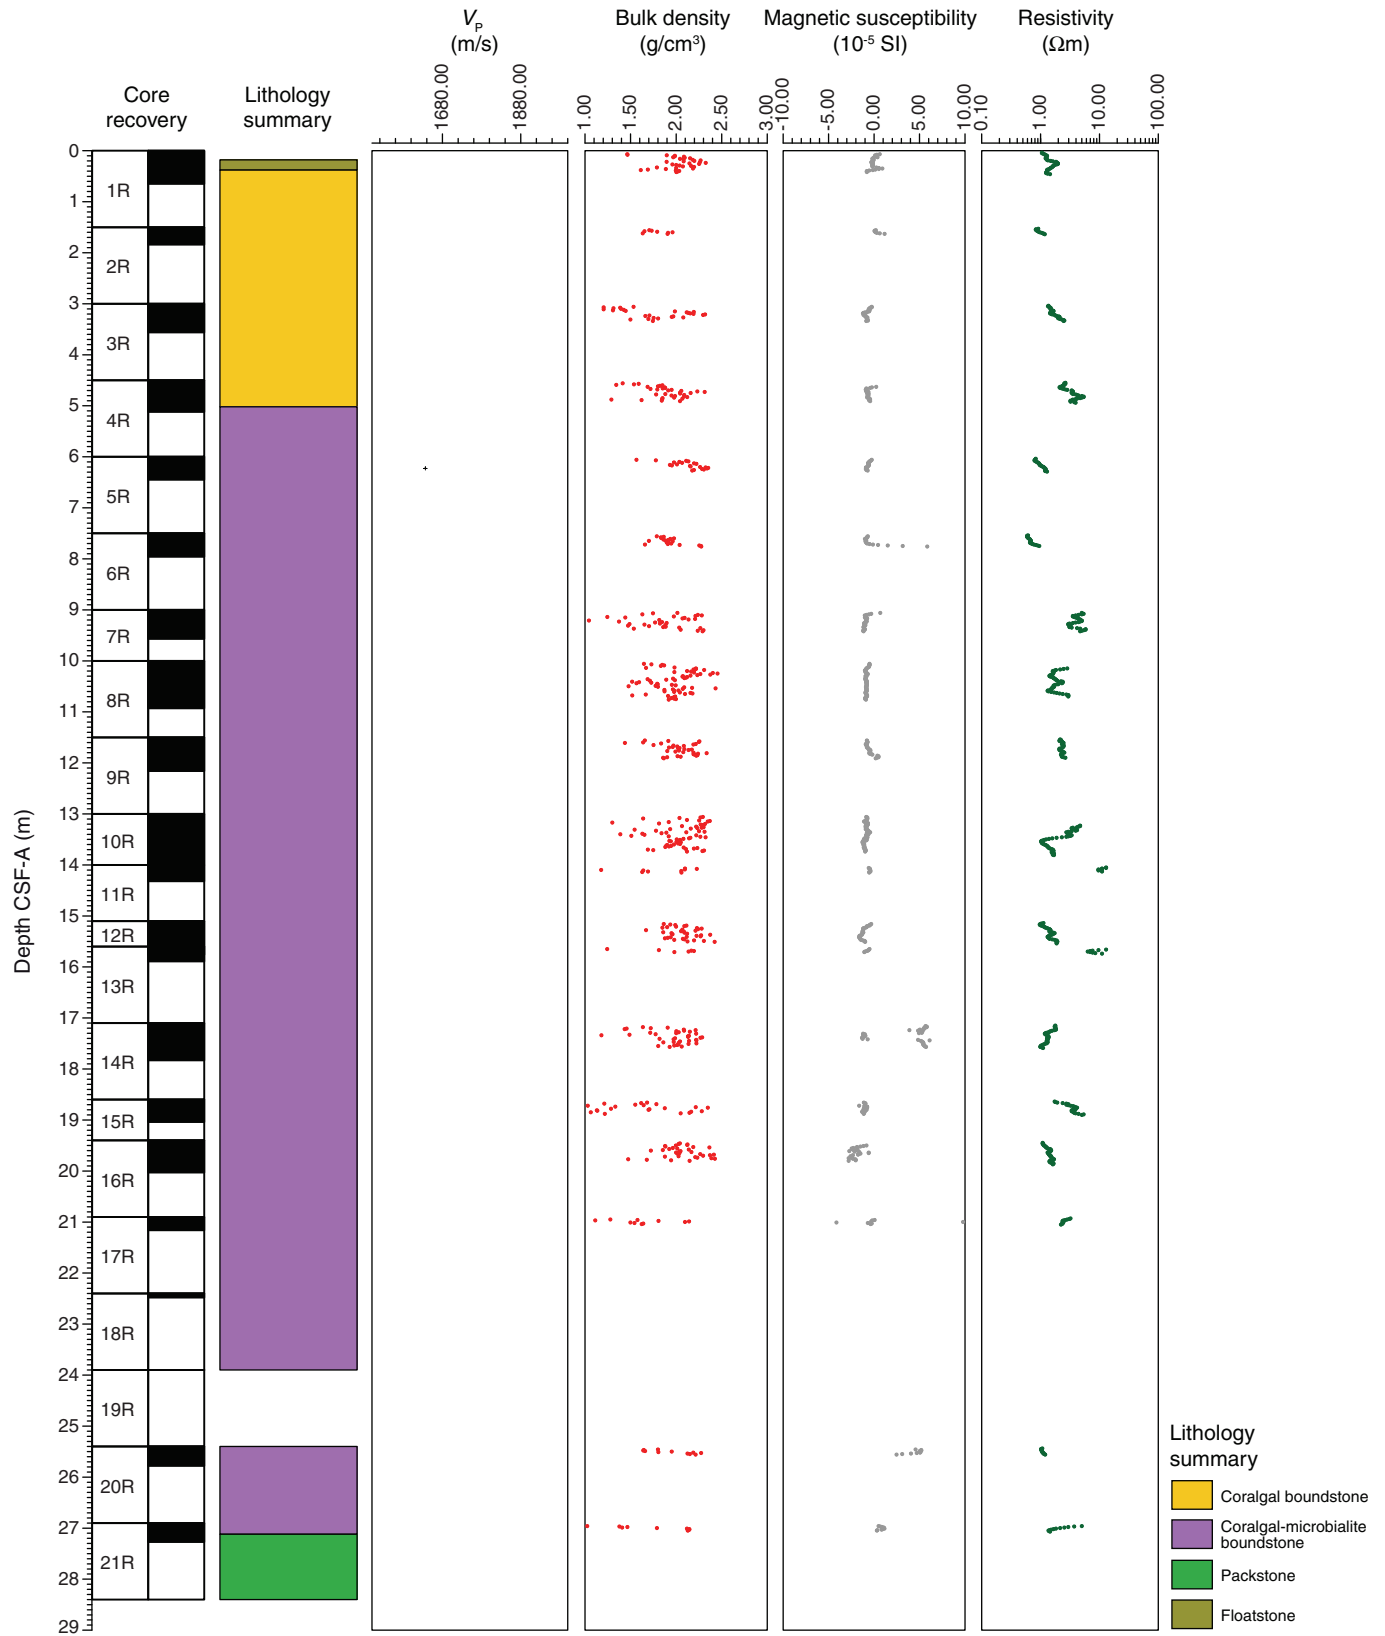 Core
recovery
Lithology
summary
VP
(m/s)
1680.00
1880.00
Bulk density
(g/cm³)
1.00
1.50
2.00
2.50
3.00
Magnetic susceptibility
(10⁻⁵ SI)
-10.00
-5.00
0.00
5.00
10.00
Resistivity
(Ωm)
0.10
1.00
10.00
100.00
Depth CSF-A (m)
0
1
2
3
4
5
6
7
8
9
10
11
12
13
14
15
16
17
18
19
20
21
22
23
24
25
26
27
28
29
1R
2R
3R
4R
5R
6R
7R
8R
9R
10R
11R
12R
13R
14R
15R
16R
17R
18R
19R
20R
21R
Lithology
summary
Coralgal boundstone
Coralgal-microbialite
boundstone
Packstone
Floatstone